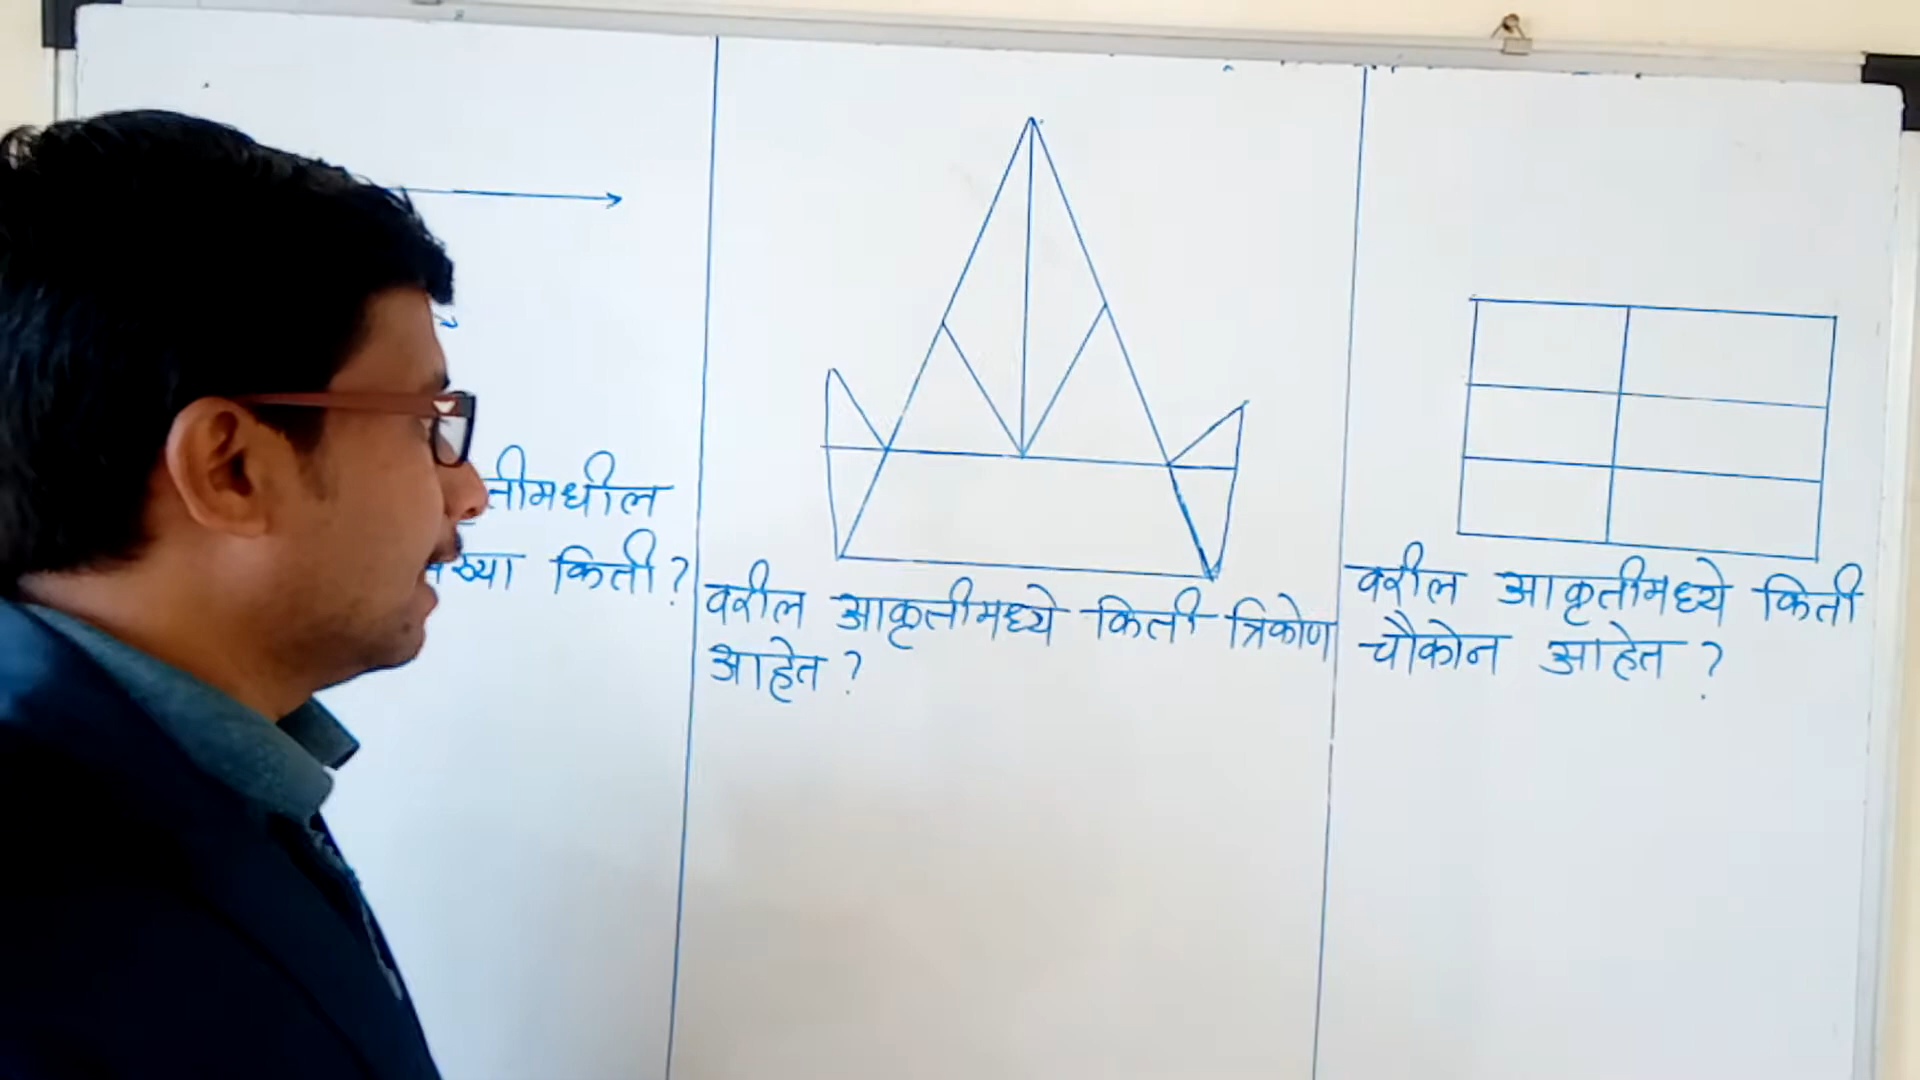 तीमधील
ख्या किती?
वरील आकृतीमध्ये किती त्रिकोण
आहेत ?
वरील आकृतीमध्ये किती
चौकोन आहेत ?